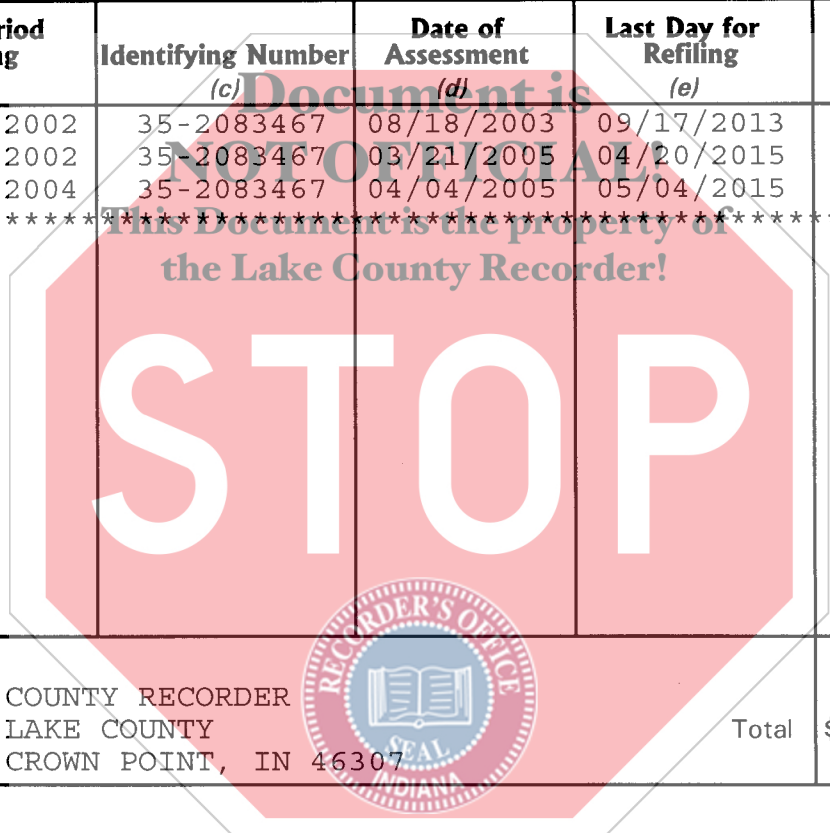 riod
ng
Identifying Number
(c)
Date of
Assessment
(d)
Last Day for
Refiling
(e)
Document is
2002 35-2083467 08/18/2003 09/17/2013
NOT OFFICIAL!
2002 35-2083467 03/21/2005 04/20/2015
2004 35-2083467 04/04/2005 05/04/2015
This Document is the property of
the Lake County Recorder!
STOP
RECORDER'S OFFICE
SEAL
INDIANA
COUNTY RECORDER
LAKE COUNTY
Total $
CROWN POINT, IN 46307